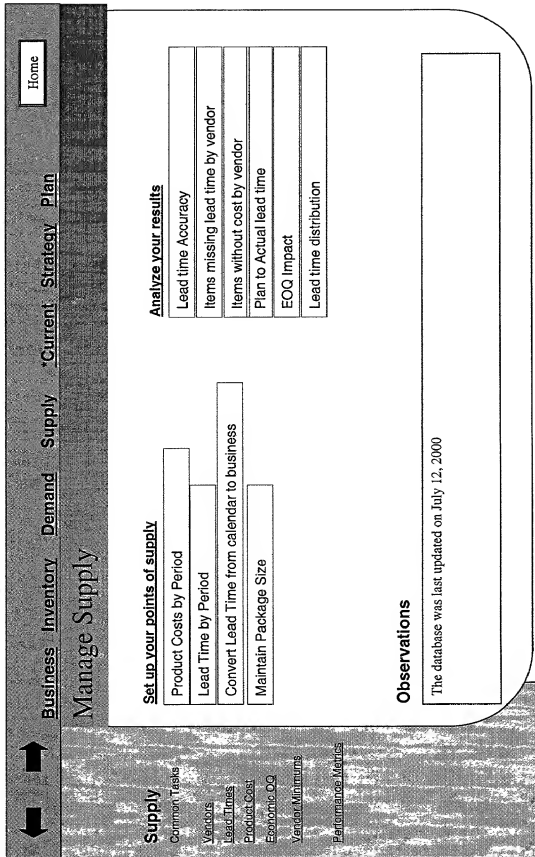 Business Inventory Demand Supply *Current Strategy Plan
Home
Manage Supply
Supply
Common Tasks
Vendors
Lead Times
Product Cost
Economic OQ
Vendor Minimums
Performance Metrics
Set up your points of supply
Product Costs by Period
Lead Time by Period
Convert Lead Time from calendar to business
Maintain Package Size
Analyze your results
Lead time Accuracy
Items missing lead time by vendor
Items without cost by vendor
Plan to Actual lead time
EOQ Impact
Lead time distribution
Observations
The database was last updated on July 12, 2000